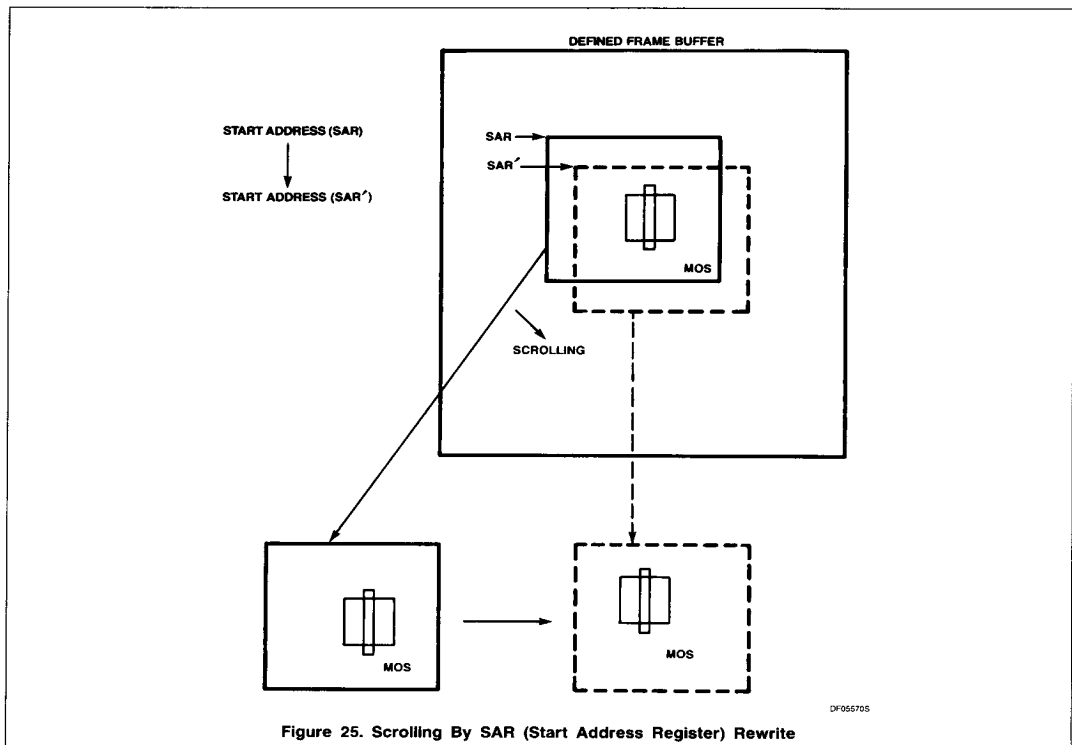 DEFINED FRAME BUFFER
START ADDRESS (SAR)
START ADDRESS (SAR′)
SAR
SAR′
MOS
SCROLLING
MOS
MOS
DF05570S
Figure 25. Scrolling By SAR (Start Address Register) Rewrite